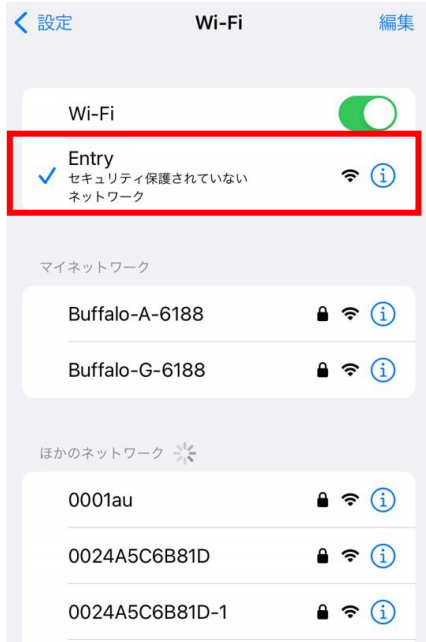 設定 Wi-Fi 編集
Wi-Fi
Entry
セキュリティ保護されていない
ネットワーク
マイネットワーク
Buffalo-A-6188
Buffalo-G-6188
ほかのネットワーク
0001au
0024A5C6B81D
0024A5C6B81D-1